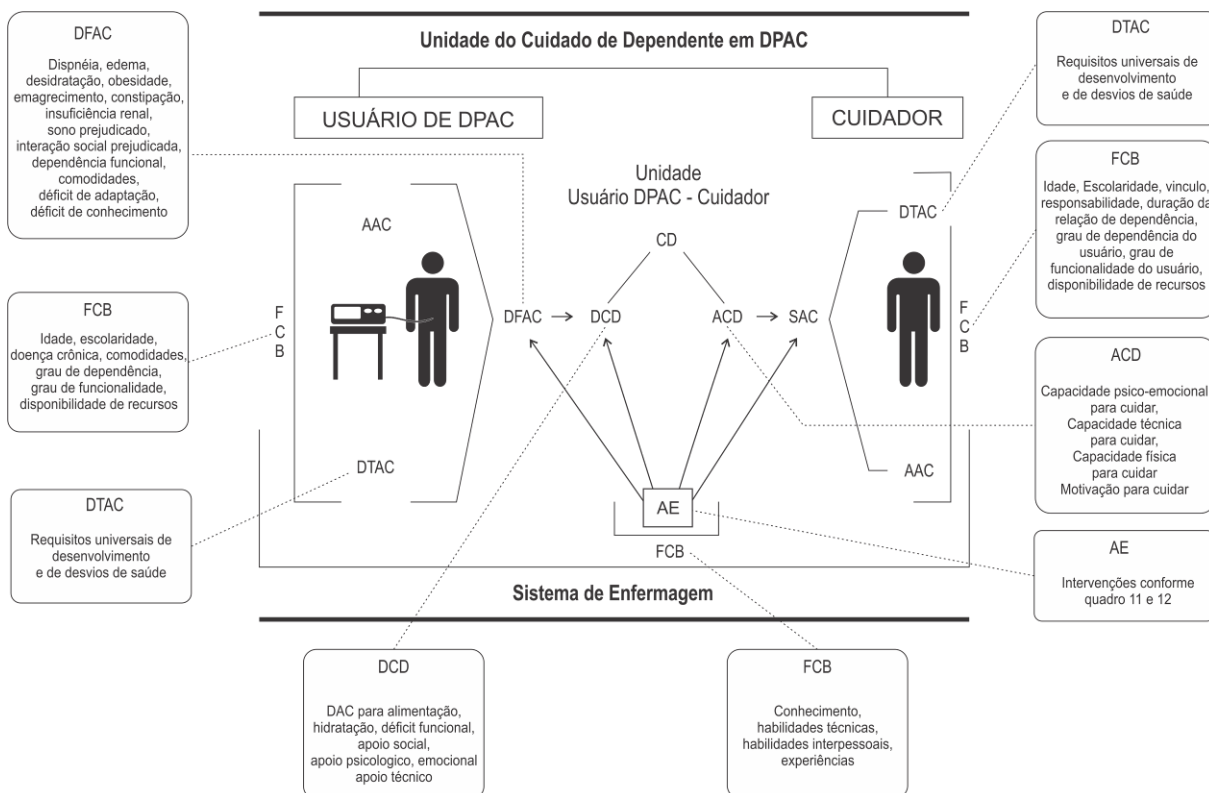 Unidade do Cuidado de Dependente em DPAC
USUÁRIO DE DPAC
CUIDADOR
DFAC
Dispnéia, edema,
desidratação, obesidade,
emagrecimento, constipação,
insuficiência renal,
sono prejudicado,
interação social prejudicada,
dependência funcional,
comodidades,
déficit de adaptação,
déficit de conhecimento
FCB
Idade, escolaridade,
doença crônica, comodidades,
grau de dependência,
grau de funcionalidade,
disponibilidade de recursos
DTAC
Requisitos universais de
desenvolvimento
e de desvios de saúde
AAC
F
C
B
DTAC
Unidade
Usuário DPAC - Cuidador
CD
DFAC
DCD
ACD
SAC
AE
FCB
DTAC
F
C
B
AAC
Sistema de Enfermagem
DTAC
Requisitos universais de
desenvolvimento
e de desvios de saúde
FCB
Idade, Escolaridade, vinculo,
responsabilidade, duração da
relação de dependência,
grau de dependência do
usuário, grau de
funcionalidade do usuário,
disponibilidade de recursos
ACD
Capacidade psico-emocional
para cuidar,
Capacidade técnica
para cuidar,
Capacidade física
para cuidar
Motivação para cuidar
AE
Intervenções conforme
quadro 11 e 12
DCD
DAC para alimentação,
hidratação, déficit funcional,
apoio social,
apoio psicologico, emocional
apoio técnico
FCB
Conhecimento,
habilidades técnicas,
habilidades interpessoais,
experiências